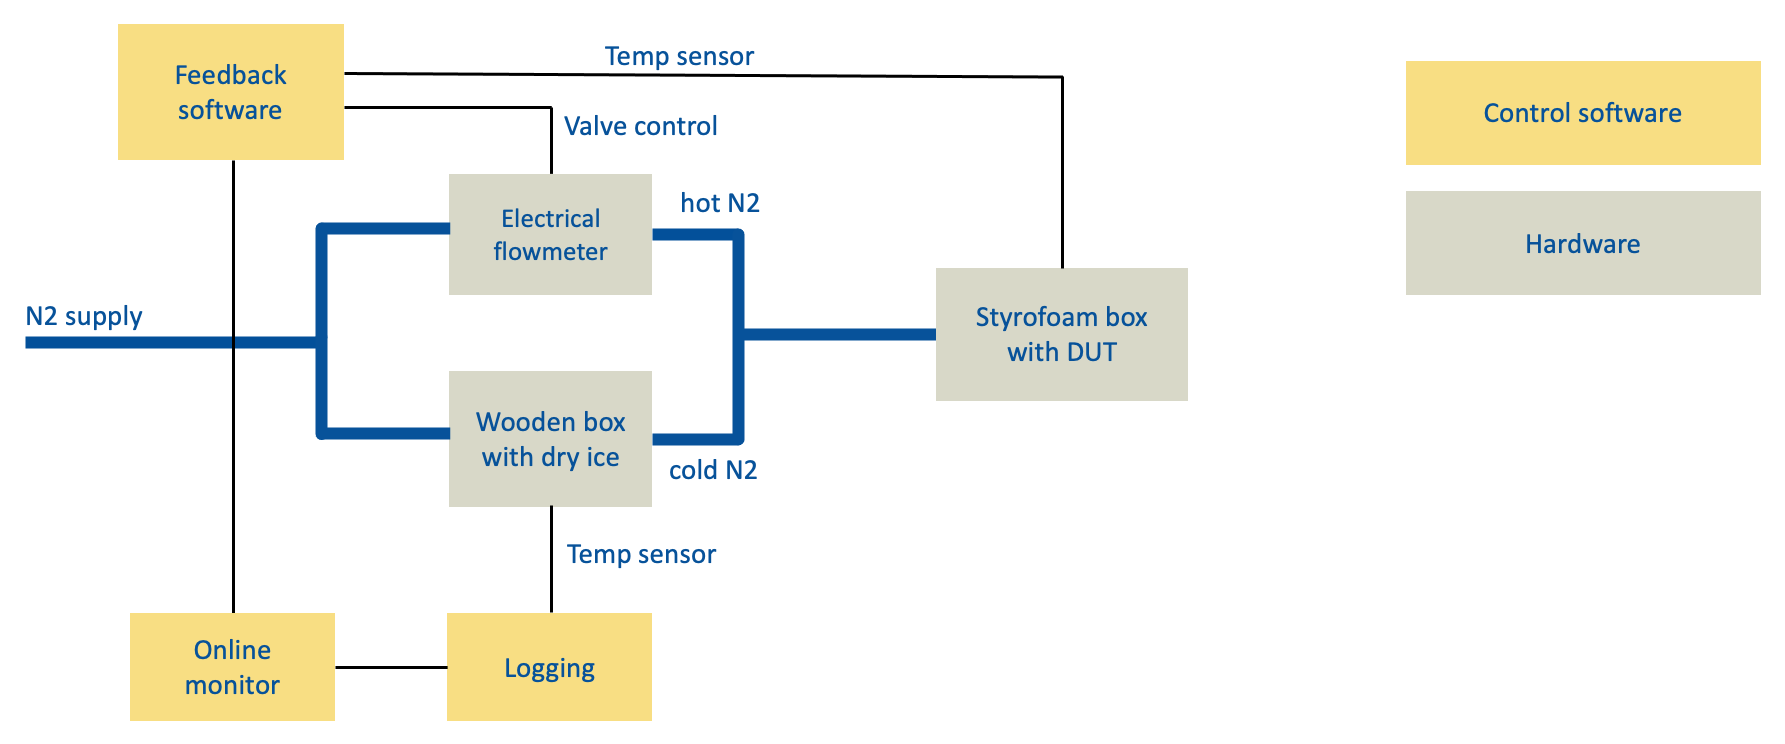 Feedback
software
Temp sensor
Valve control
Control software
Electrical
flowmeter
hot N2
Hardware
N2 supply
Styrofoam box
with DUT
Wooden box
with dry ice
cold N2
Temp sensor
Online
monitor
Logging